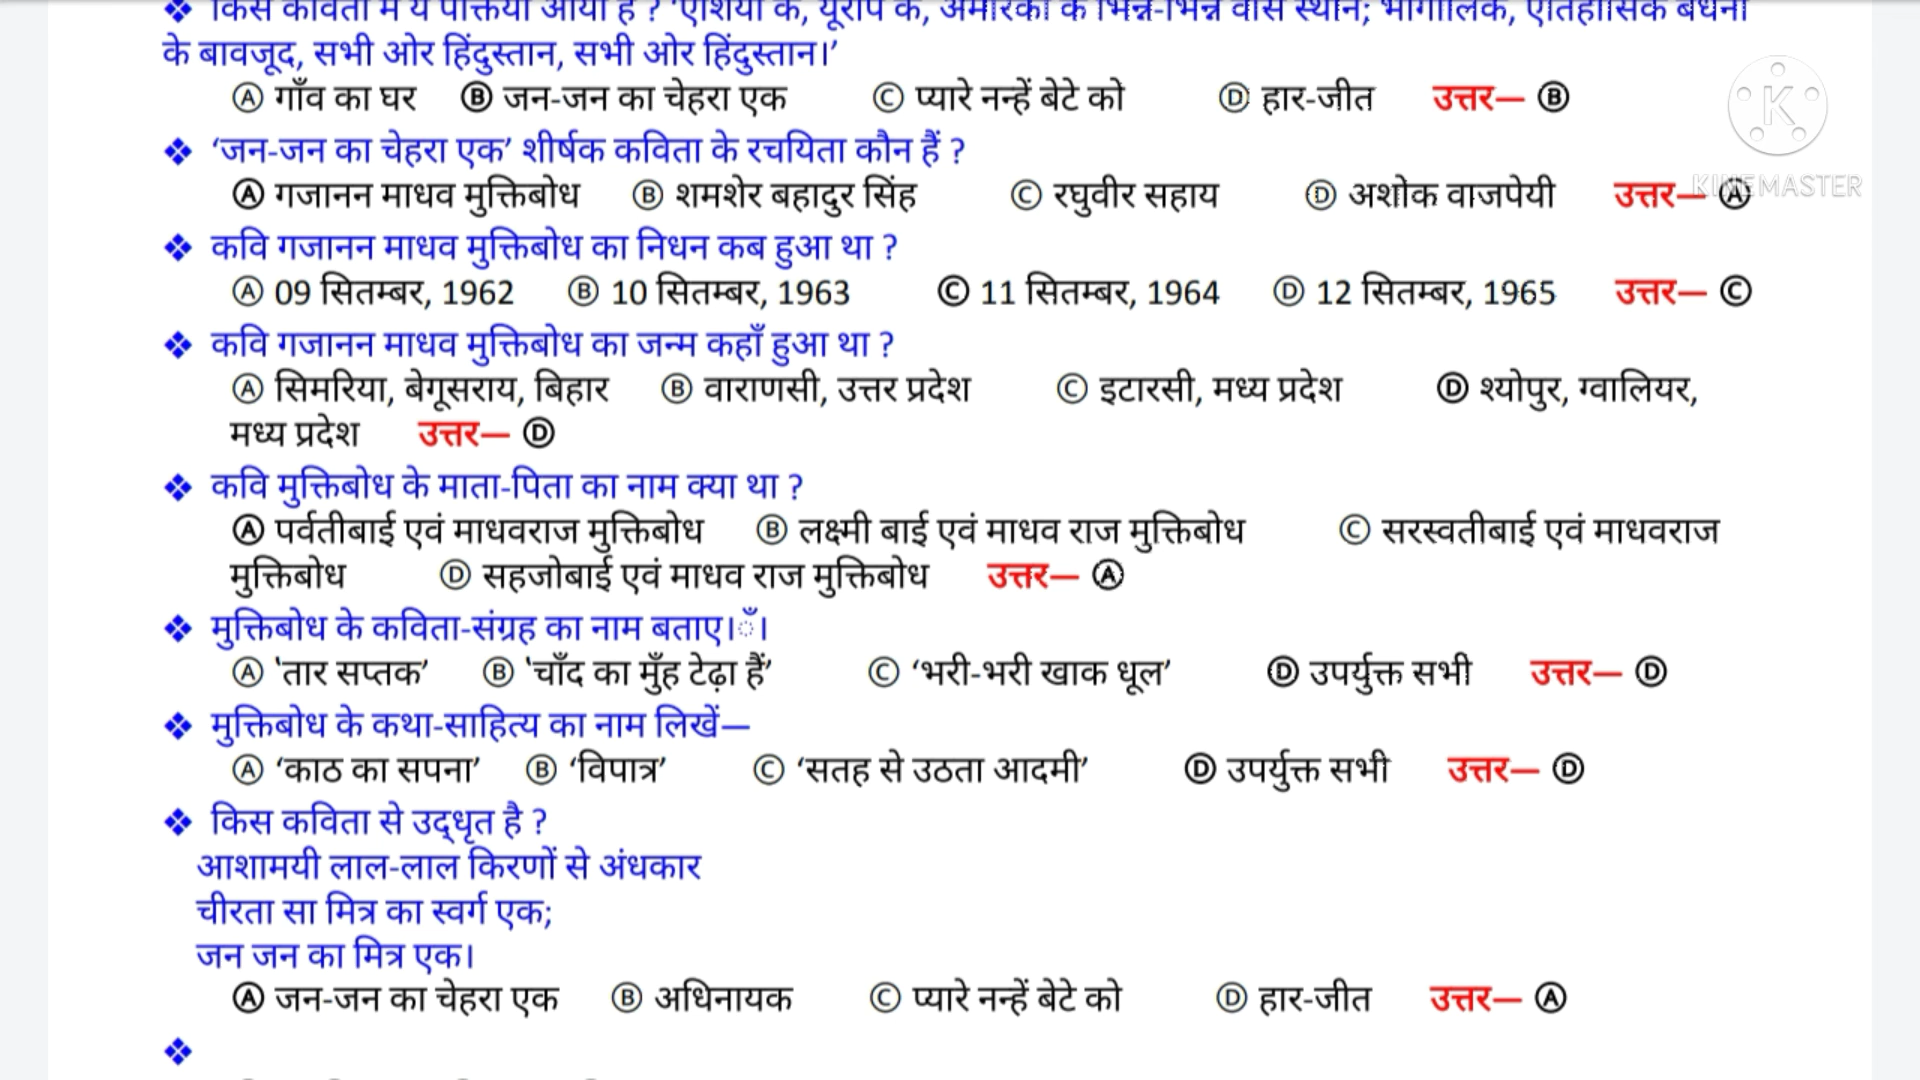 ❖ किस कविता में ये पंक्तियाँ आयी हैं ? ‘एशिया के, यूरोप के, अमरिका के भिन्न-भिन्न वास स्थान; भौगोलिक, ऐतिहासिक बंधनों
के बावजूद, सभी ओर हिंदुस्तान, सभी ओर हिंदुस्तान।’
Ⓐ गाँव का घर Ⓑ जन-जन का चेहरा एक Ⓒ प्यारे नन्हें बेटे को Ⓓ हार-जीत उत्तर— Ⓑ
❖ ‘जन-जन का चेहरा एक’ शीर्षक कविता के रचयिता कौन हैं ?
Ⓐ गजानन माधव मुक्तिबोध Ⓑ शमशेर बहादुर सिंह Ⓒ रघुवीर सहाय Ⓓ अशोक वाजपेयी उत्तर— Ⓐ
KINEMASTER
❖ कवि गजानन माधव मुक्तिबोध का निधन कब हुआ था ?
Ⓐ 09 सितम्बर, 1962 Ⓑ 10 सितम्बर, 1963 Ⓒ 11 सितम्बर, 1964 Ⓓ 12 सितम्बर, 1965 उत्तर— Ⓒ
❖ कवि गजानन माधव मुक्तिबोध का जन्म कहाँ हुआ था ?
Ⓐ सिमरिया, बेगूसराय, बिहार Ⓑ वाराणसी, उत्तर प्रदेश Ⓒ इटारसी, मध्य प्रदेश Ⓓ श्योपुर, ग्वालियर,
मध्य प्रदेश उत्तर— Ⓓ
❖ कवि मुक्तिबोध के माता-पिता का नाम क्या था ?
Ⓐ पर्वतीबाई एवं माधवराज मुक्तिबोध Ⓑ लक्ष्मी बाई एवं माधव राज मुक्तिबोध Ⓒ सरस्वतीबाई एवं माधवराज
मुक्तिबोध Ⓓ सहजोबाई एवं माधव राज मुक्तिबोध उत्तर— Ⓐ
❖ मुक्तिबोध के कविता-संग्रह का नाम बताए।ँ।
Ⓐ 'तार सप्तक’ Ⓑ 'चाँद का मुँह टेढ़ा हैं’ Ⓒ ‘भरी-भरी खाक धूल’ Ⓓ उपर्युक्त सभी उत्तर— Ⓓ
❖ मुक्तिबोध के कथा-साहित्य का नाम लिखें—
Ⓐ ‘काठ का सपना’ Ⓑ ‘विपात्र’ Ⓒ ‘सतह से उठता आदमी’ Ⓓ उपर्युक्त सभी उत्तर— Ⓓ
❖ किस कविता से उद्धृत है ?
आशामयी लाल-लाल किरणों से अंधकार
चीरता सा मित्र का स्वर्ग एक;
जन जन का मित्र एक।
Ⓐ जन-जन का चेहरा एक Ⓑ अधिनायक Ⓒ प्यारे नन्हें बेटे को Ⓓ हार-जीत उत्तर— Ⓐ
❖